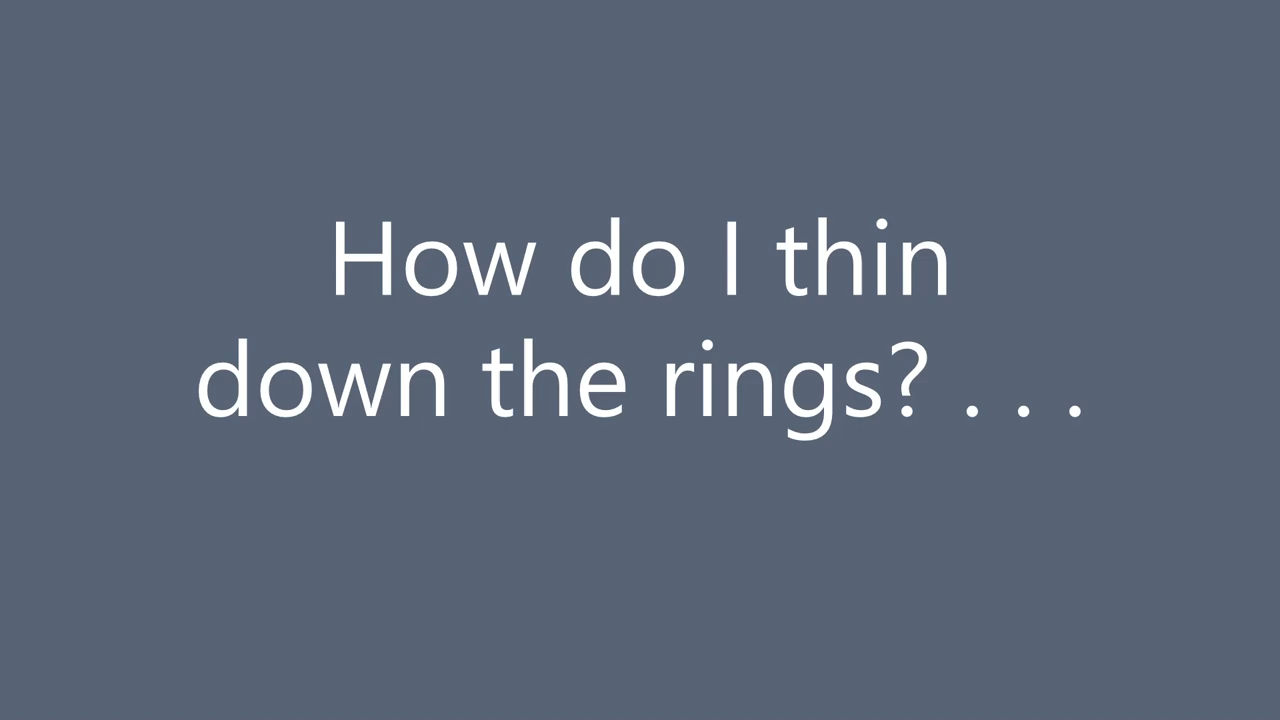 How do I thin
down the rings? . . .